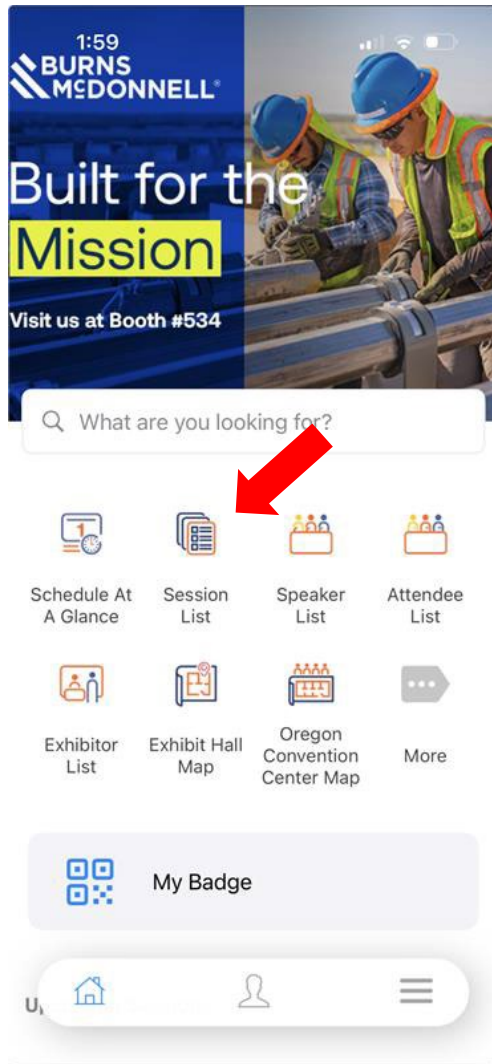 1:59
BURNS
McDONNELL®
Built for the
Mission
Visit us at Booth #534
What are you looking for?
1
Schedule At
A Glance
Session
List
Speaker
List
Attendee
List
Exhibitor
List
Exhibit Hall
Map
Oregon
Convention
Center Map
More
My Badge